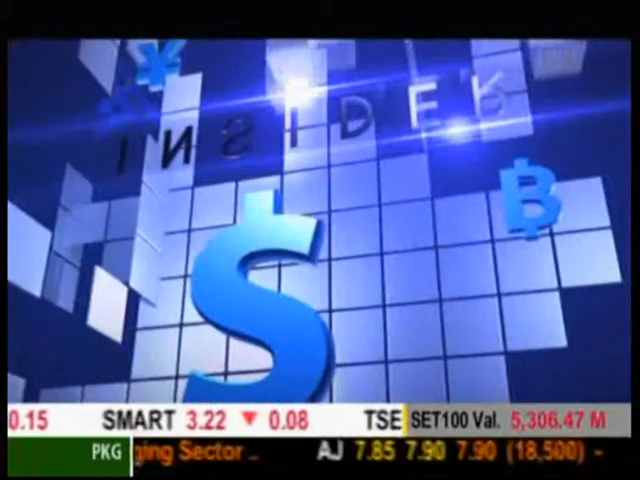 INSIDER
0.15 SMART 3.22 ▼ 0.08 TSE SET100 Val. 5,306.47 M
PKG ging Sector .. AJ 7.85 7.90 7.90 (18,500) -